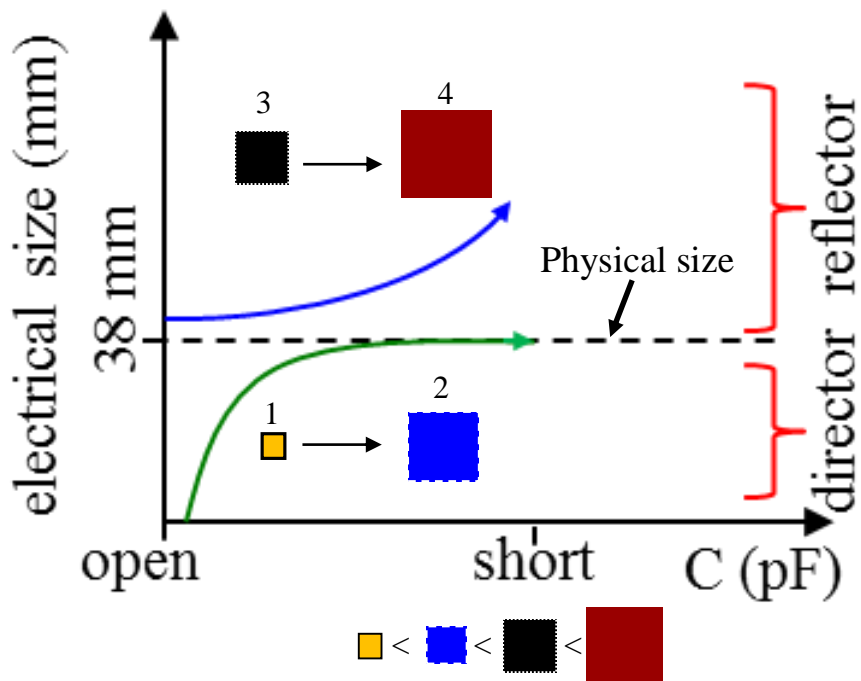 3
4
electrical size (mm)
reflector
Physical size
38 mm
director
1
2
open
short
C (pF)
< < <